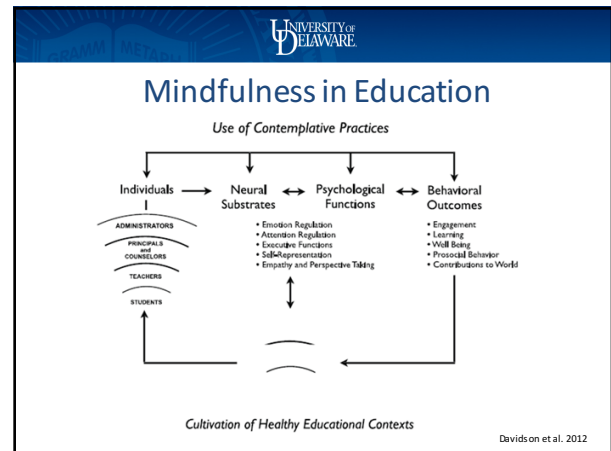 GRAMM METAPH
UNIVERSITY OF
DELAWARE.
Mindfulness in Education
Use of Contemplative Practices
Individuals
Neural
Substrates
Psychological
Functions
Behavioral
Outcomes
ADMINISTRATORS
PRINCIPALS
and
COUNSELORS
TEACHERS
STUDENTS
• Emotion Regulation
• Attention Regulation
• Executive Functions
• Self-Representation
• Empathy and Perspective Taking
• Engagement
• Learning
• Well Being
• Prosocial Behavior
• Contributions to World
Cultivation of Healthy Educational Contexts
Davidson et al. 2012